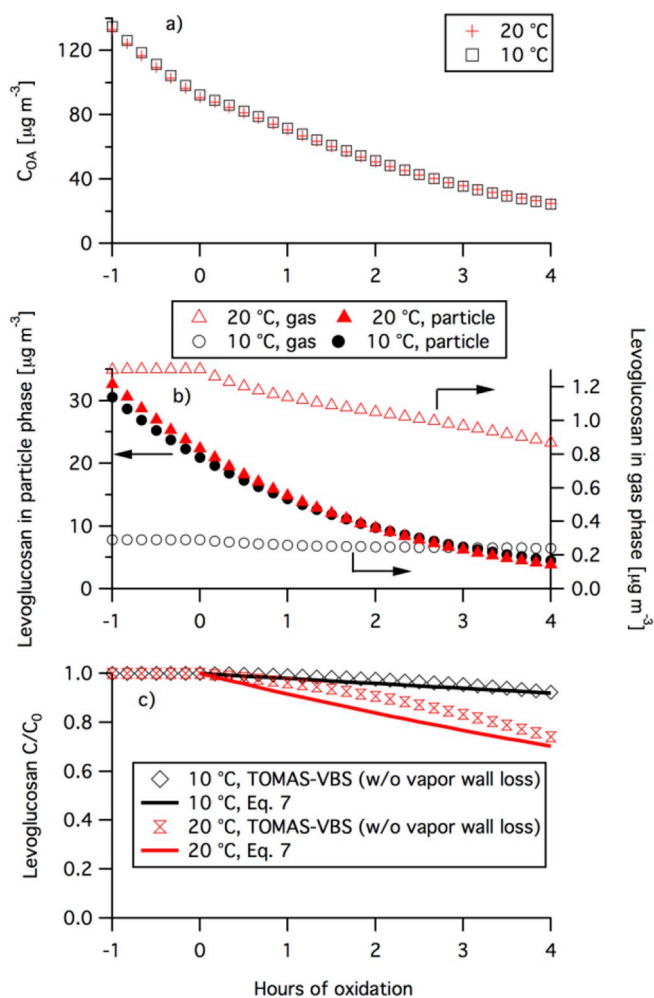 a)
+ 20 °C
□ 10 °C
120
80
40
0
C_OA [µg m⁻³]
-1 0 1 2 3 4
△ 20 °C, gas ▲ 20 °C, particle
○ 10 °C, gas ● 10 °C, particle
b)
30
20
10
0
Levoglucosan in particle phase [µg m⁻³]
1.2
1.0
0.8
0.6
0.4
0.2
0.0
Levoglucosan in gas phase [µg m⁻³]
-1 0 1 2 3 4
c)
1.0
0.8
0.6
0.4
0.2
0.0
Levoglucosan C/C₀
10 °C, TOMAS-VBS (w/o vapor wall loss)
10 °C, Eq. 7
20 °C, TOMAS-VBS (w/o vapor wall loss)
20 °C, Eq. 7
-1 0 1 2 3 4
Hours of oxidation